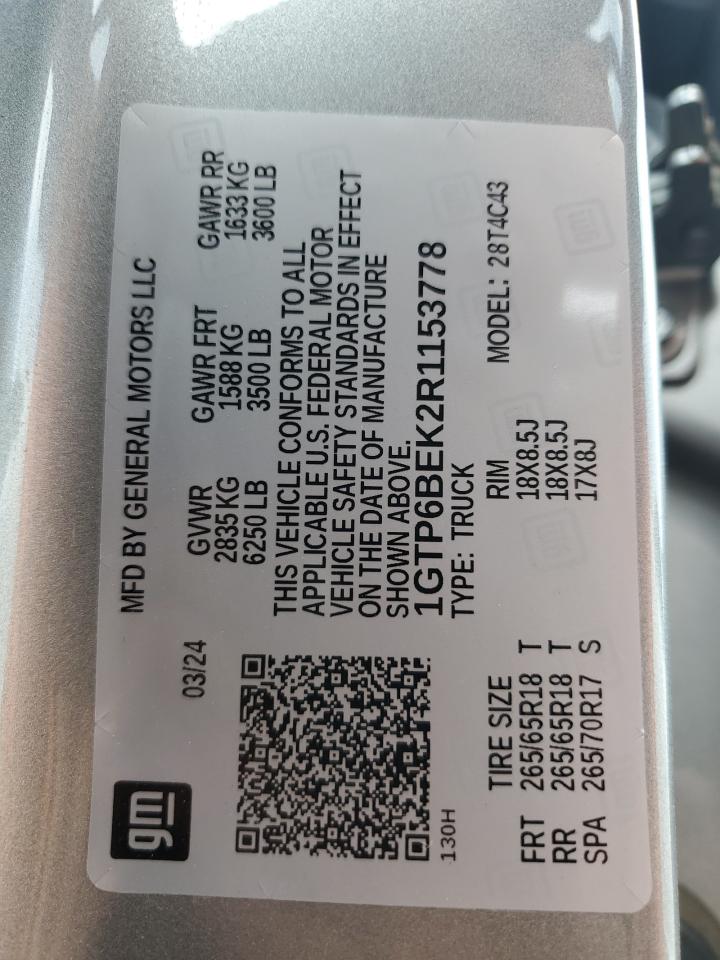 gm
03/24
MFD BY GENERAL MOTORS LLC
GVWR GAWR FRT GAWR RR
2835 KG 1588 KG 1633 KG
6250 LB 3500 LB 3600 LB
THIS VEHICLE CONFORMS TO ALL
APPLICABLE U.S. FEDERAL MOTOR
VEHICLE SAFETY STANDARDS IN EFFECT
ON THE DATE OF MANUFACTURE
SHOWN ABOVE.
1GTP6BEK2R1153778
130H
TYPE: TRUCK
TIRE SIZE RIM MODEL: 28T4C43
FRT 265/65R18 T 18X8.5J
RR 265/65R18 T 18X8.5J
SPA 265/70R17 S 17X8J